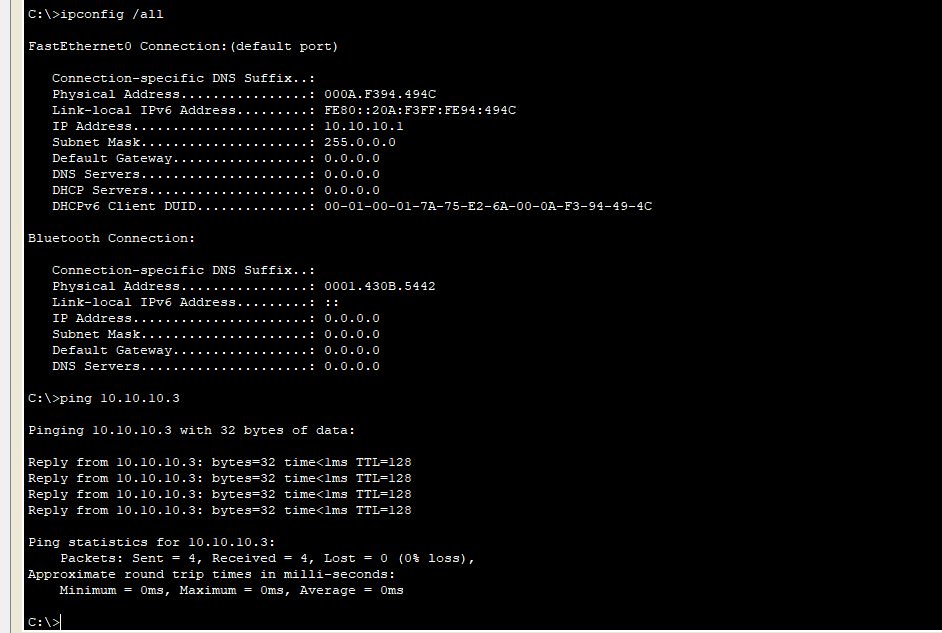 C:\>ipconfig /all
FastEthernet0 Connection:(default port)
Connection-specific DNS Suffix..:
Physical Address................: 000A.F394.494C
Link-local IPv6 Address.........: FE80::20A:F3FF:FE94:494C
IP Address......................: 10.10.10.1
Subnet Mask.....................: 255.0.0.0
Default Gateway.................: 0.0.0.0
DNS Servers.....................: 0.0.0.0
DHCP Servers....................: 0.0.0.0
DHCPv6 Client DUID..............: 00-01-00-01-7A-75-E2-6A-00-0A-F3-94-49-4C
Bluetooth Connection:
Connection-specific DNS Suffix..:
Physical Address................: 0001.430B.5442
Link-local IPv6 Address.........: ::
IP Address......................: 0.0.0.0
Subnet Mask.....................: 0.0.0.0
Default Gateway.................: 0.0.0.0
DNS Servers.....................: 0.0.0.0
C:\>ping 10.10.10.3
Pinging 10.10.10.3 with 32 bytes of data:
Reply from 10.10.10.3: bytes=32 time<1ms TTL=128
Reply from 10.10.10.3: bytes=32 time<1ms TTL=128
Reply from 10.10.10.3: bytes=32 time<1ms TTL=128
Reply from 10.10.10.3: bytes=32 time<1ms TTL=128
Ping statistics for 10.10.10.3:
Packets: Sent = 4, Received = 4, Lost = 0 (0% loss),
Approximate round trip times in milli-seconds:
Minimum = 0ms, Maximum = 0ms, Average = 0ms
C:\>